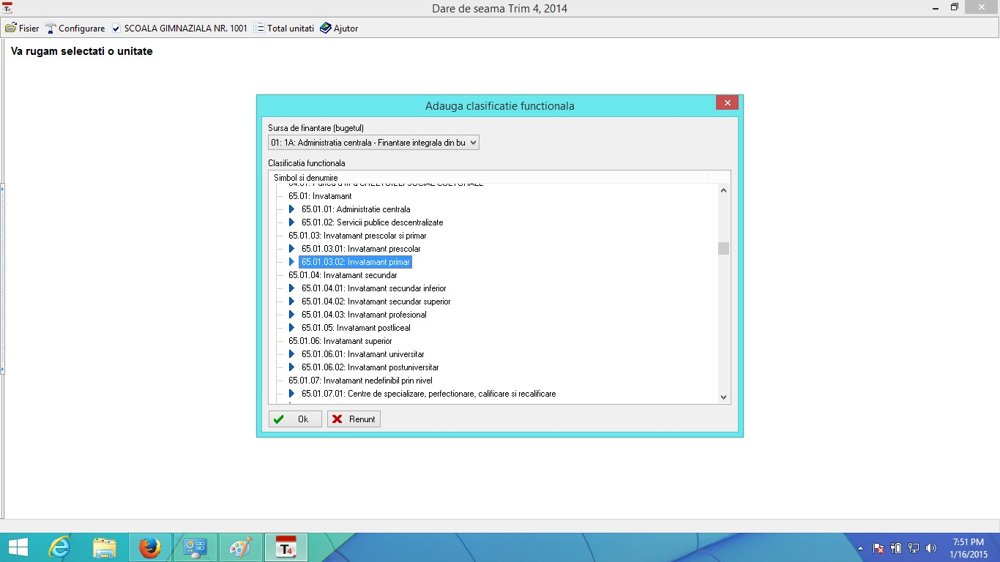 Dare de seama Trim 4, 2014
Fisier Configurare SCOALA GIMNAZIALA NR. 1001 Total unitati Ajutor
Va rugam selectati o unitate
Adauga clasificatie functionala
Sursa de finantare (bugetul)
01: 1A: Administratia centrala - Finantare integrala din bu
Clasificatia functionala
Simbol si denumire
65.01: Invatamant
65.01.01: Administratie centrala
65.01.02: Servicii publice descentralizate
65.01.03: Invatamant prescolar si primar
65.01.03.01: Invatamant prescolar
65.01.03.02: Invatamant primar
65.01.04: Invatamant secundar
65.01.04.01: Invatamant secundar inferior
65.01.04.02: Invatamant secundar superior
65.01.04.03: Invatamant profesional
65.01.05: Invatamant postliceal
65.01.06: Invatamant superior
65.01.06.01: Invatamant universitar
65.01.06.02: Invatamant postuniversitar
65.01.07: Invatamant nedefinibil prin nivel
65.01.07.01: Centre de specializare, perfectionare, calificare si recalificare
Ok Renunt
T4
7:51 PM
1/16/2015